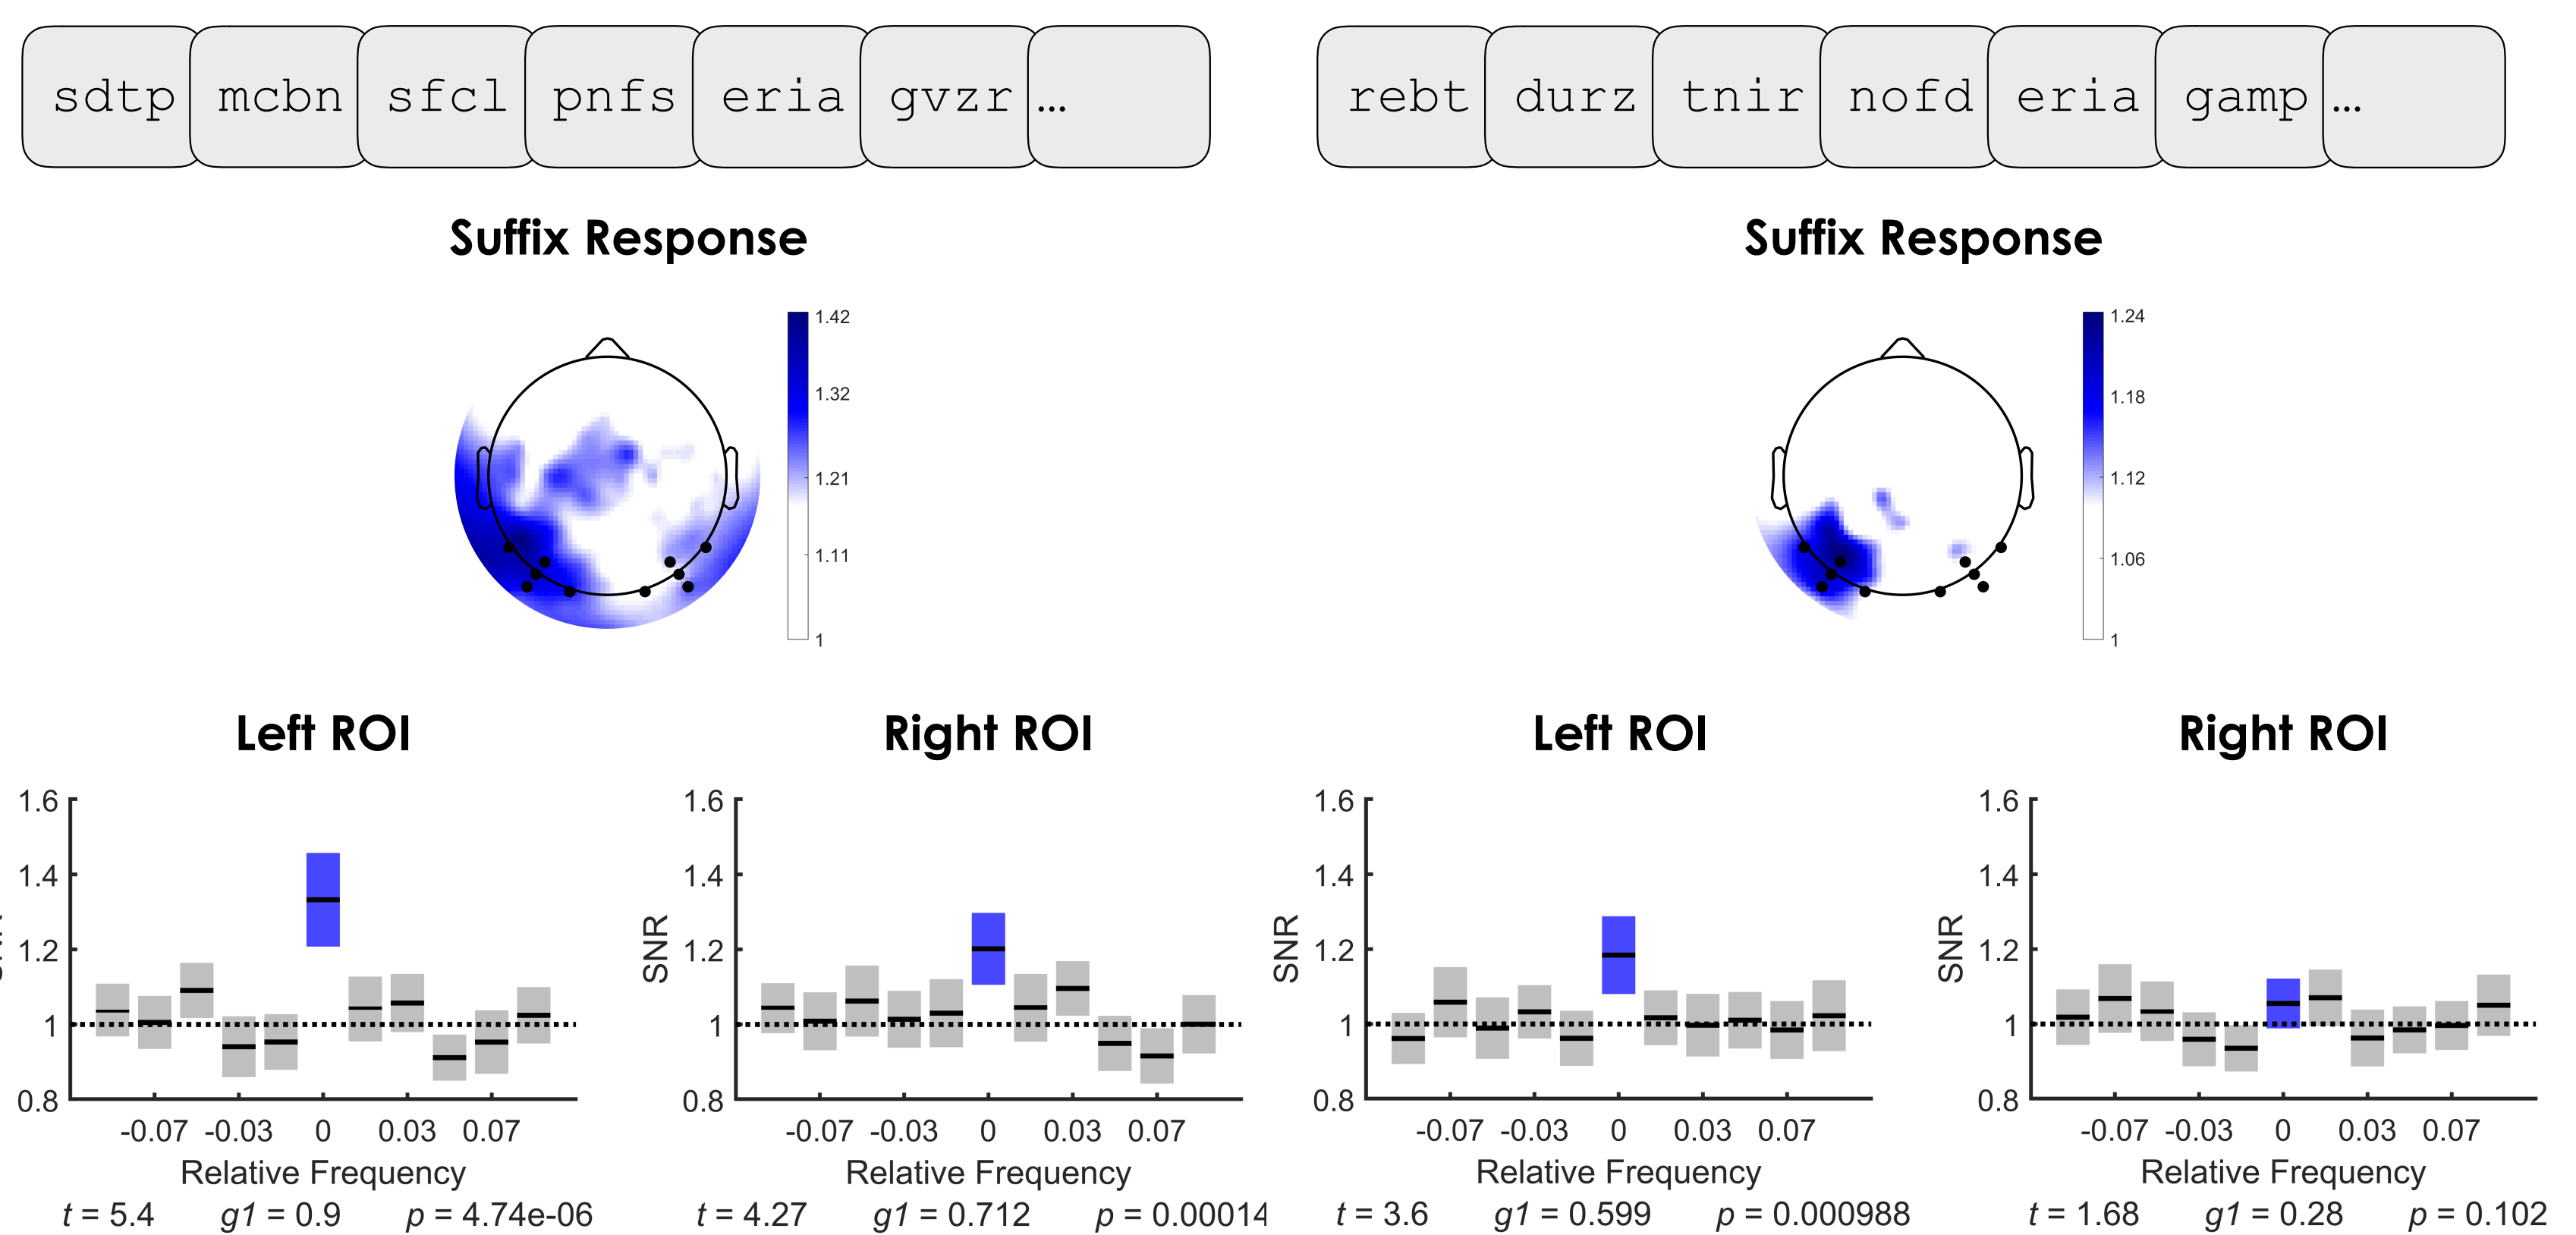 sdtp mcbn sfcl pnfs eria gvzr ...
rebt durz tnir nofd eria gamp ...
Suffix Response
Suffix Response
1.42
1.32
1.21
1.11
1
1.24
1.18
1.12
1.06
1
Left ROI
1.6
1.4
1.2
1
0.8
-0.07 -0.03 0 0.03 0.07
Relative Frequency
t = 5.4 g1 = 0.9 p = 4.74e-06
Right ROI
SNR
1.6
1.4
1.2
1
0.8
-0.07 -0.03 0 0.03 0.07
Relative Frequency
t = 4.27 g1 = 0.712 p = 0.00014
Left ROI
SNR
1.6
1.4
1.2
1
0.8
-0.07 -0.03 0 0.03 0.07
Relative Frequency
t = 3.6 g1 = 0.599 p = 0.000988
Right ROI
SNR
1.6
1.4
1.2
1
0.8
-0.07 -0.03 0 0.03 0.07
Relative Frequency
t = 1.68 g1 = 0.28 p = 0.102